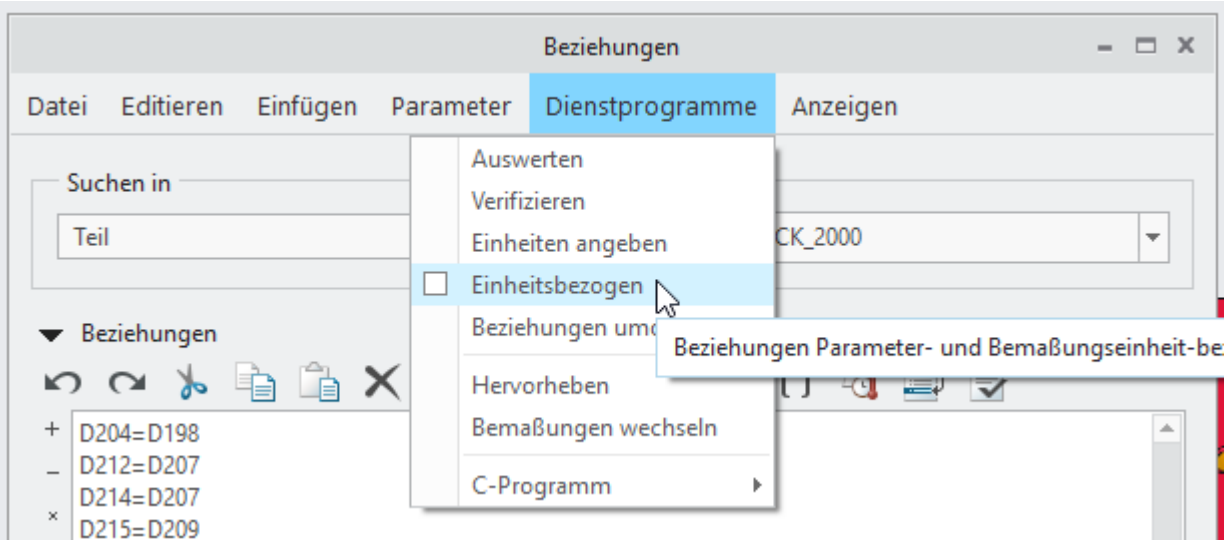 Beziehungen
Datei Editieren Einfügen Parameter Dienstprogramme Anzeigen
Auswerten
Suchen in
Verifizieren
Teil
Einheiten angeben
CK_2000
Einheitsbezogen
Beziehungen
Beziehungen
Beziehungen Parameter- und Bemaßungseinheit-be
Hervorheben
Bemaßungen wechseln
C-Programm
+
D204=D198
–
D212=D207
D214=D207
×
D215=D209